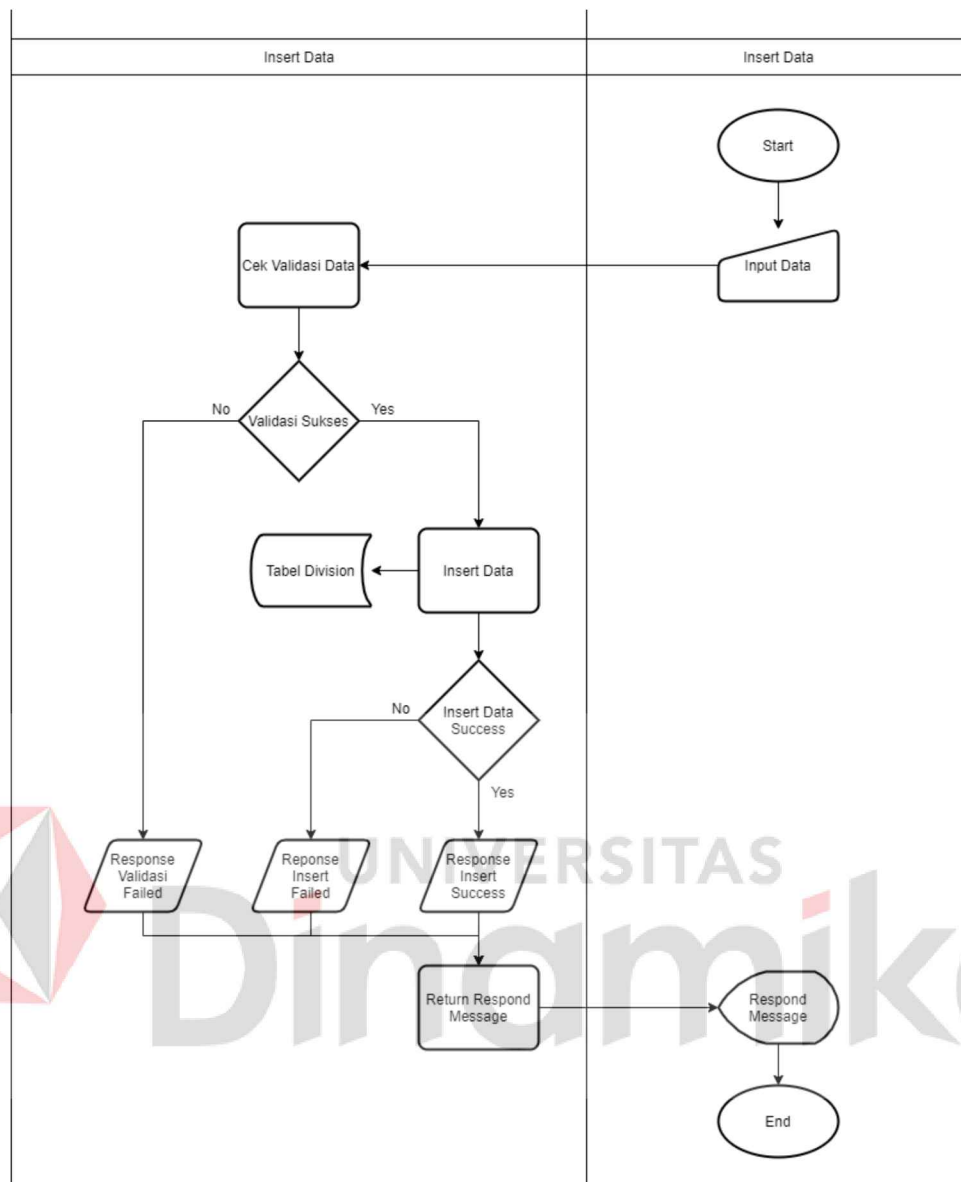 Insert Data
Insert Data
Start
Cek Validasi Data
Input Data
No
Validasi Sukses
Yes
Tabel Division
Insert Data
No
Insert Data
Success
Yes
Response
Validasi
Failed
Reponse
Insert
Failed
Response
Insert
Success
UNIVERSITAS
Dinamika
Return Respond
Message
Respond
Message
End